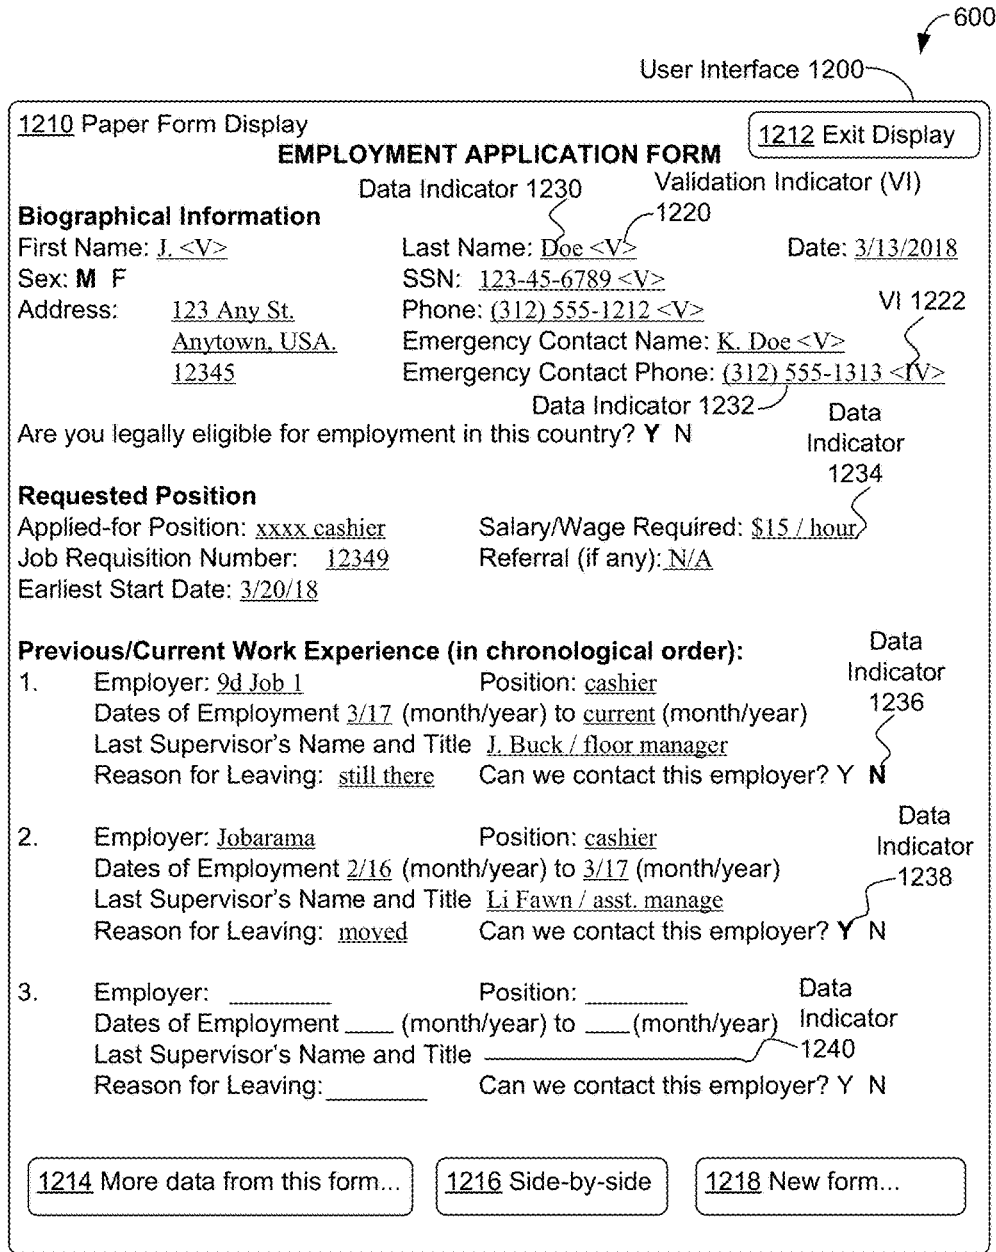 600
User Interface 1200
1210 Paper Form Display
1212 Exit Display
EMPLOYMENT APPLICATION FORM
Data Indicator 1230
Validation Indicator (VI)
1220
Biographical Information
First Name: J. <V> Last Name: Doe <V> Date: 3/13/2018
Sex: M F SSN: 123-45-6789 <V>
VI 1222
Address: 123 Any St. Phone: (312) 555-1212 <V>
Anytown, USA. Emergency Contact Name: K. Doe <V>
12345 Emergency Contact Phone: (312) 555-1313 <IV>
Data Indicator 1232
Data
Indicator
1234
Are you legally eligible for employment in this country? Y N
Requested Position
Applied-for Position: xxxx cashier Salary/Wage Required: $15 / hour
Job Requisition Number: 12349 Referral (if any): N/A
Earliest Start Date: 3/20/18
Previous/Current Work Experience (in chronological order):
Data
Indicator
1236
1. Employer: 9d Job 1 Position: cashier
Dates of Employment 3/17 (month/year) to current (month/year)
Last Supervisor's Name and Title J. Buck / floor manager
Reason for Leaving: still there Can we contact this employer? Y N
Data
Indicator
1238
2. Employer: Jobarama Position: cashier
Dates of Employment 2/16 (month/year) to 3/17 (month/year)
Last Supervisor's Name and Title Li Fawn / asst. manage
Reason for Leaving: moved Can we contact this employer? Y N
Data
Indicator
1240
3. Employer: Position:
Dates of Employment (month/year) to (month/year)
Last Supervisor's Name and Title
Reason for Leaving: Can we contact this employer? Y N
1214 More data from this form... 1216 Side-by-side 1218 New form...